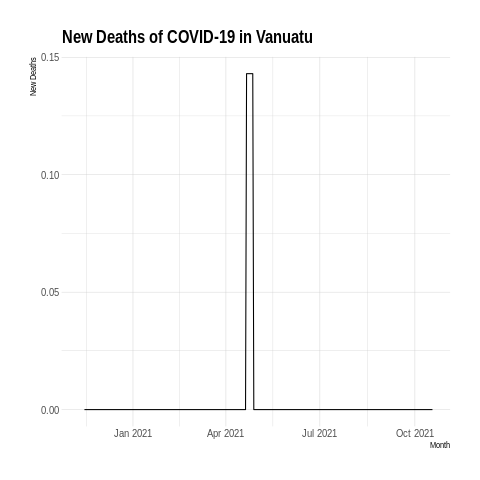 New Deaths of COVID-19 in Vanuatu
New Deaths
0.15
0.10
0.05
0.00
Jan 2021 Apr 2021 Jul 2021 Oct 2021
Month